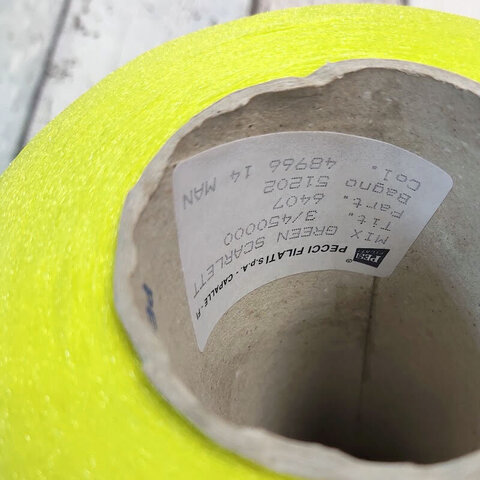 PECCI
PECCI FILATI S.p.A. - CAPALLE - FI
MIX GREEN SCARLETT
Tit. 3/450000
Part. 6407
Bagno 51202
Col. 48966 14 MAN